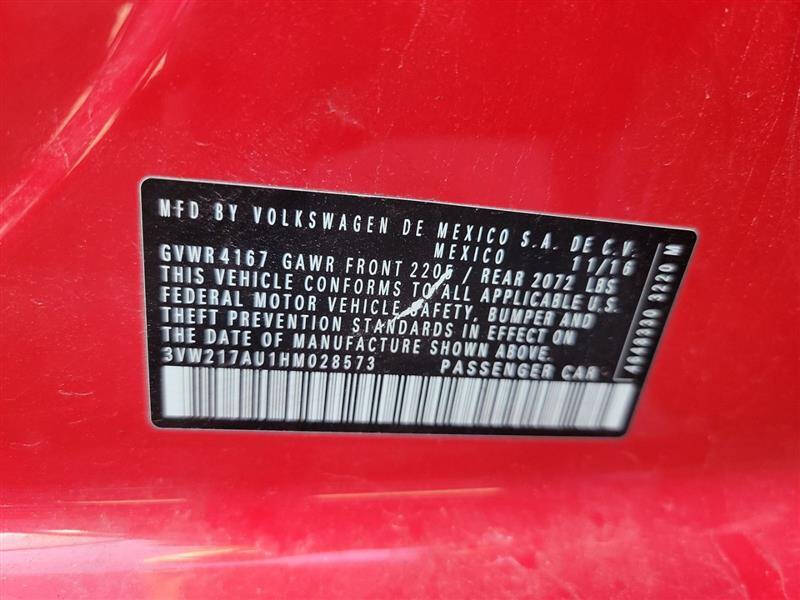 MFD BY VOLKSWAGEN DE MEXICO S.A. DE C.V.
MEXICO 11/16
GVWR 4167 GAWR FRONT 2205 / REAR 2072 LBS
THIS VEHICLE CONFORMS TO ALL APPLICABLE U.S.
FEDERAL MOTOR VEHICLE SAFETY, BUMPER AND
THEFT PREVENTION STANDARDS IN EFFECT ON
THE DATE OF MANUFACTURE SHOWN ABOVE.
3VW217AU1HM028573 PASSENGER CAR
3230 M